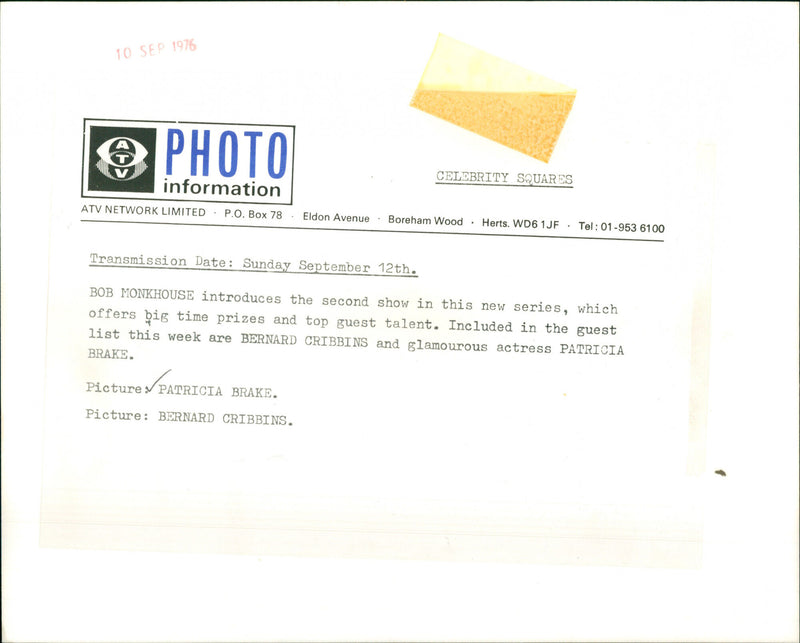 10 SEP 1976
ATV
PHOTO
information
CELEBRITY SQUARES
ATV NETWORK LIMITED · P.O. Box 78 · Eldon Avenue · Boreham Wood · Herts. WD6 1JF · Tel: 01-953 6100
Transmission Date: Sunday September 12th.
BOB MONKHOUSE introduces the second show in this new series, which
offers big time prizes and top guest talent. Included in the guest
list this week are BERNARD CRIBBINS and glamourous actress PATRICIA
BRAKE.
Picture: PATRICIA BRAKE.
Picture: BERNARD CRIBBINS.